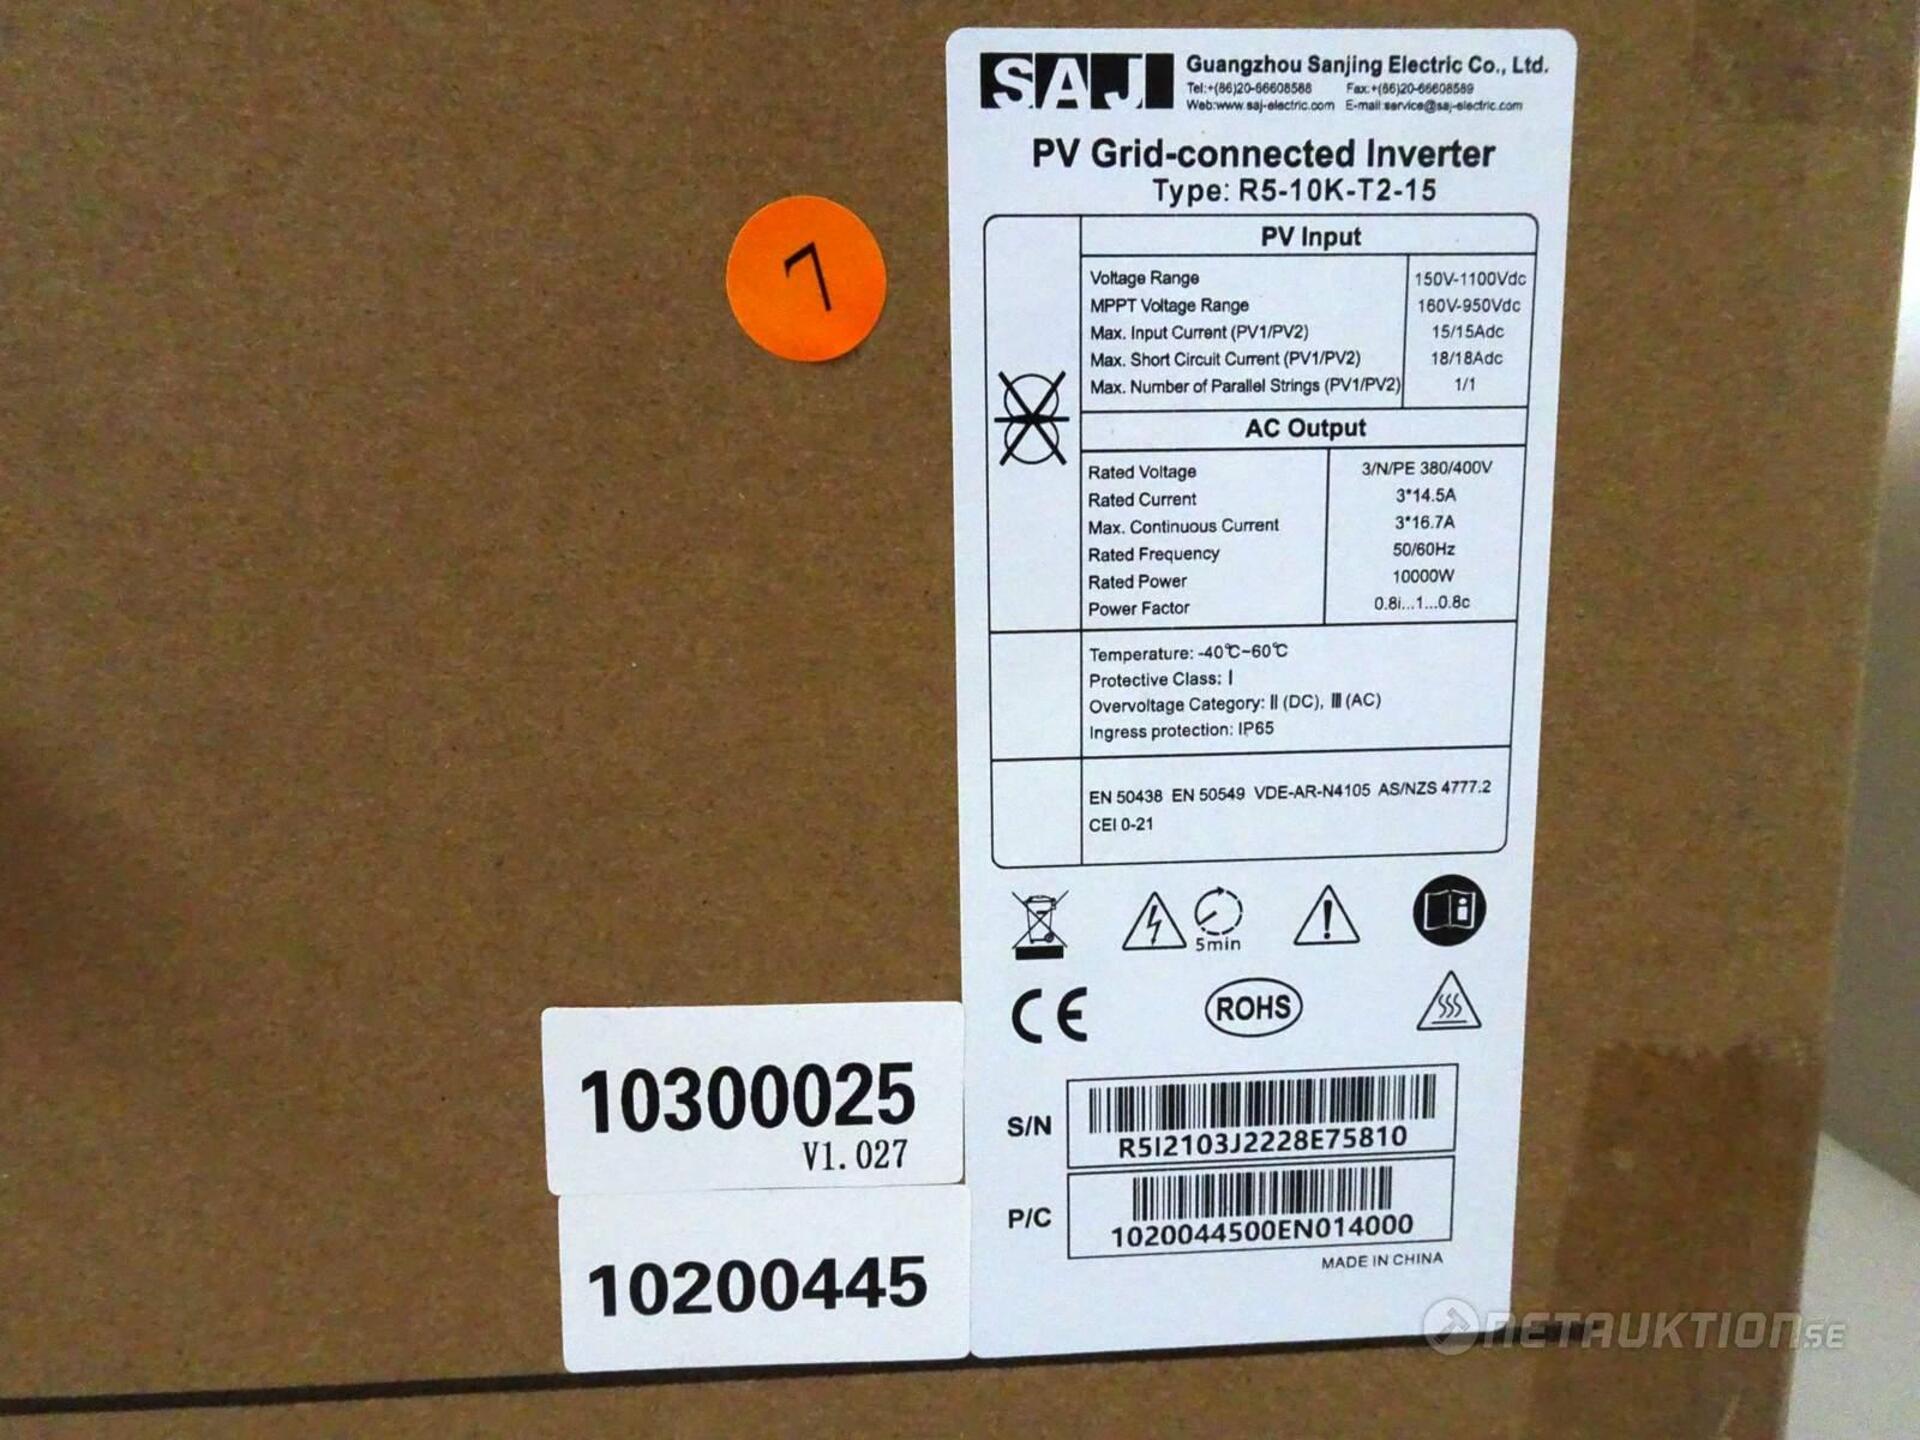 SAJ
Guangzhou Sanjing Electric Co., Ltd.
Tel:+(86)20-66608588 Fax:+(86)20-66608589
Web:www.saj-electric.com E-mail:service@saj-electric.com
PV Grid-connected Inverter
Type: R5-10K-T2-15
7
PV Input
Voltage Range 150V-1100Vdc
MPPT Voltage Range 160V-950Vdc
Max. Input Current (PV1/PV2) 15/15Adc
Max. Short Circuit Current (PV1/PV2) 18/18Adc
Max. Number of Parallel Strings (PV1/PV2) 1/1
AC Output
Rated Voltage 3/N/PE 380/400V
Rated Current 3*14.5A
Max. Continuous Current 3*16.7A
Rated Frequency 50/60Hz
Rated Power 10000W
Power Factor 0.8i...1...0.8c
Temperature: -40℃~60℃
Protective Class: I
Overvoltage Category: II (DC), III (AC)
Ingress protection: IP65
EN 50438 EN 50549 VDE-AR-N4105 AS/NZS 4777.2
CEI 0-21
5min
CE ROHS
S/N R5I2103J2228E75810
P/C 1020044500EN014000
MADE IN CHINA
10300025
V1.027
10200445
NETAUKTION.SE